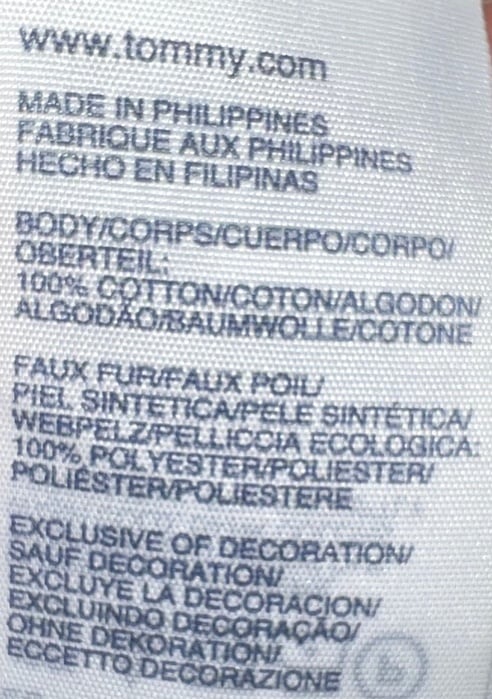 www.tommy.com
MADE IN PHILIPPINES
FABRIQUE AUX PHILIPPINES
HECHO EN FILIPINAS
BODY/CORPS/CUERPO/CORPO/
OBERTEIL:
100% COTTON/COTON/ALGODON/
ALGODÃO/BAUMWOLLE/COTONE
FAUX FUR/FAUX POIL/
PIEL SINTETICA/PELE SINTÉTICA/
WEBPELZ/PELLICCIA ECOLOGICA:
100% POLYESTER/POLIESTER/
POLIÉSTER/POLIESTERE
EXCLUSIVE OF DECORATION/
SAUF DECORATION/
EXCLUYE LA DECORACION/
EXCLUINDO DECORAÇÃO/
OHNE DEKORATION/
ECCETTO DECORAZIONE